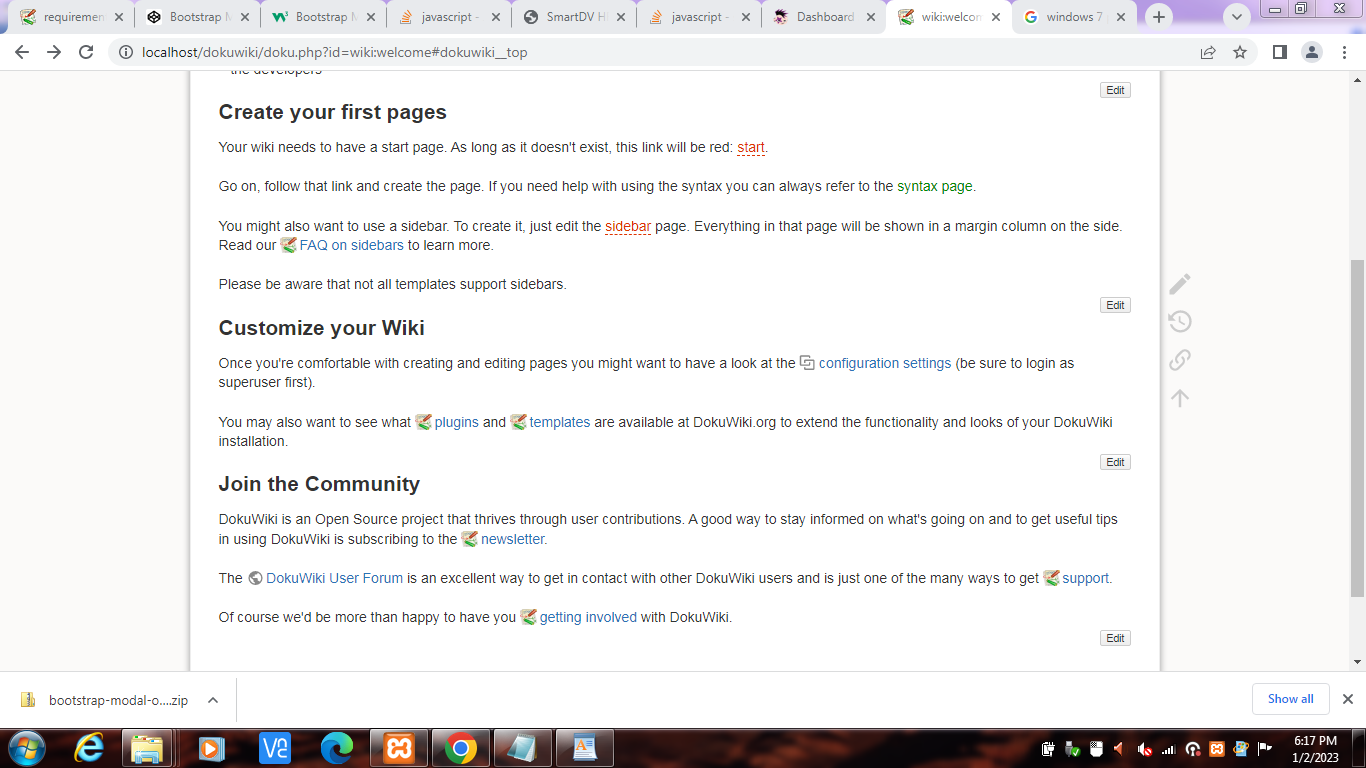 requiremen
Bootstrap M
Bootstrap M
javascript -
SmartDV H
javascript -
Dashboard
wiki:welcom
windows 7 p
localhost/dokuwiki/doku.php?id=wiki:welcome#dokuwiki__top
the developers
Edit
Create your first pages
Your wiki needs to have a start page. As long as it doesn't exist, this link will be red: start.
Go on, follow that link and create the page. If you need help with using the syntax you can always refer to the syntax page.
You might also want to use a sidebar. To create it, just edit the sidebar page. Everything in that page will be shown in a margin column on the side.
Read our FAQ on sidebars to learn more.
Please be aware that not all templates support sidebars.
Edit
Customize your Wiki
Once you're comfortable with creating and editing pages you might want to have a look at the configuration settings (be sure to login as
superuser first).
You may also want to see what plugins and templates are available at DokuWiki.org to extend the functionality and looks of your DokuWiki
installation.
Edit
Join the Community
DokuWiki is an Open Source project that thrives through user contributions. A good way to stay informed on what's going on and to get useful tips
in using DokuWiki is subscribing to the newsletter.
The DokuWiki User Forum is an excellent way to get in contact with other DokuWiki users and is just one of the many ways to get support.
Of course we'd be more than happy to have you getting involved with DokuWiki.
Edit
bootstrap-modal-o....zip
Show all
6:17 PM
1/2/2023